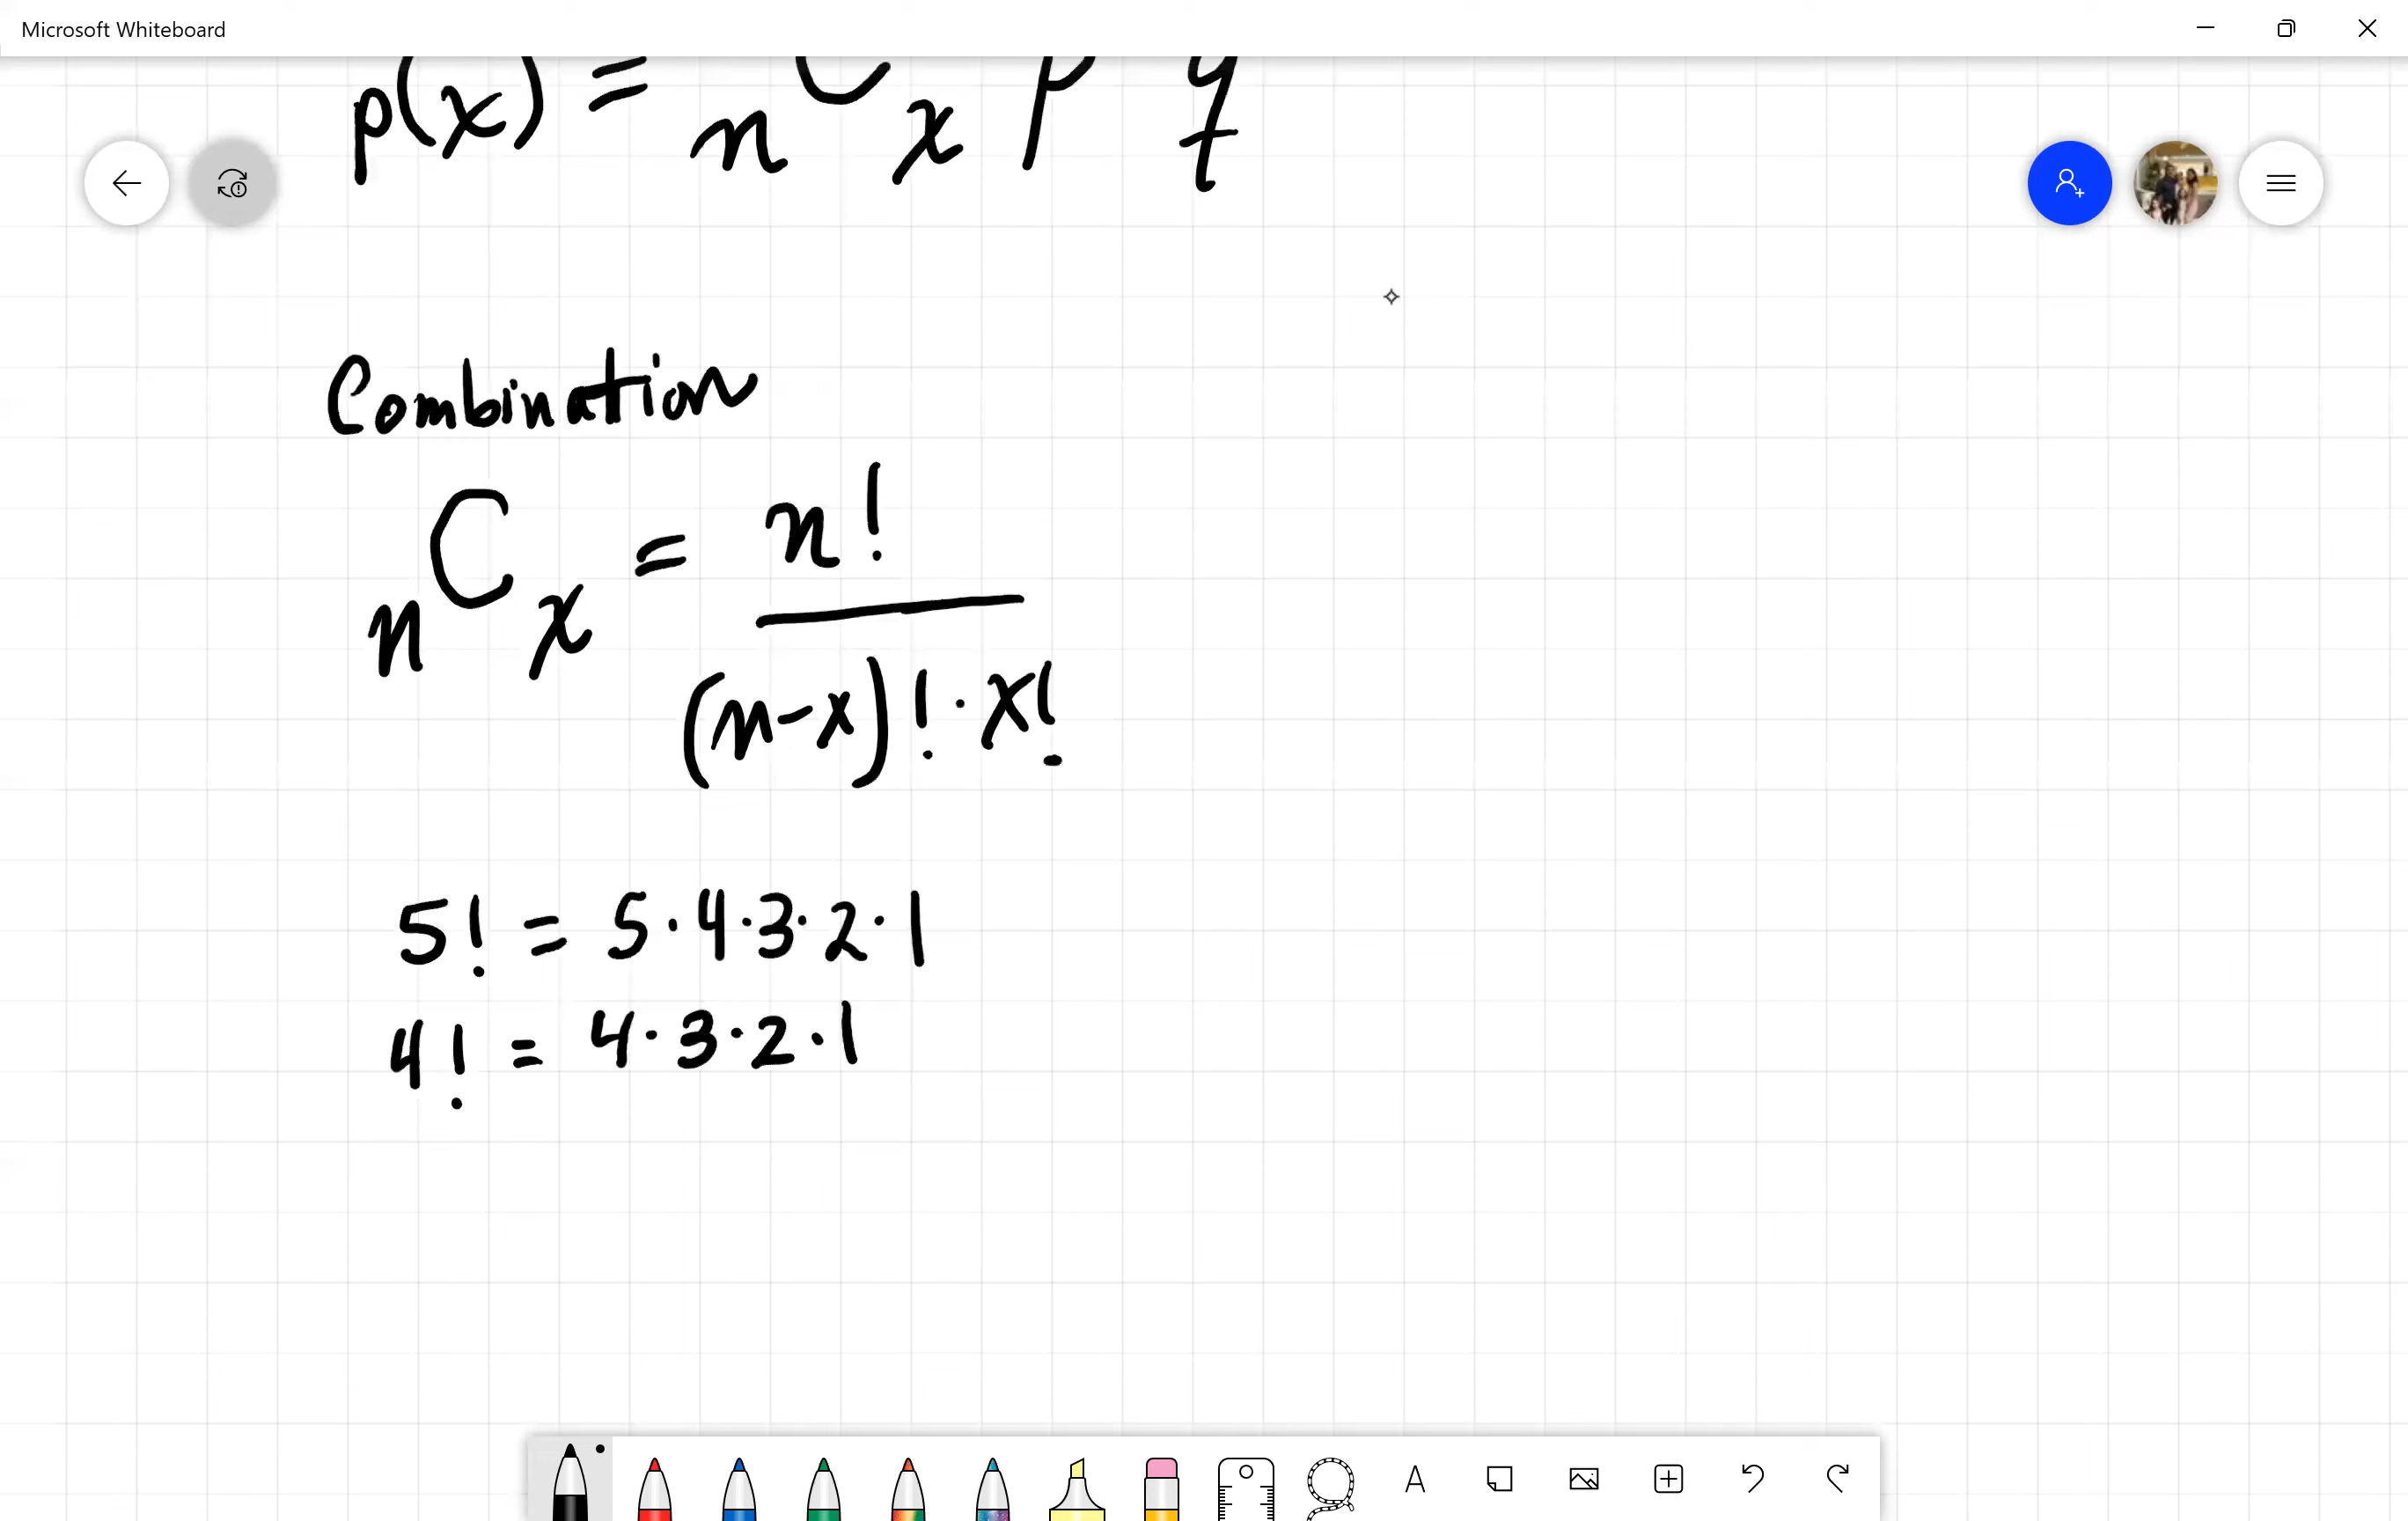 Microsoft Whiteboard
p(x) = nCx p q
Combination
nCx = n!
(n-x)! · x!
5! = 5·4·3·2·1
4! = 4·3·2·1
A